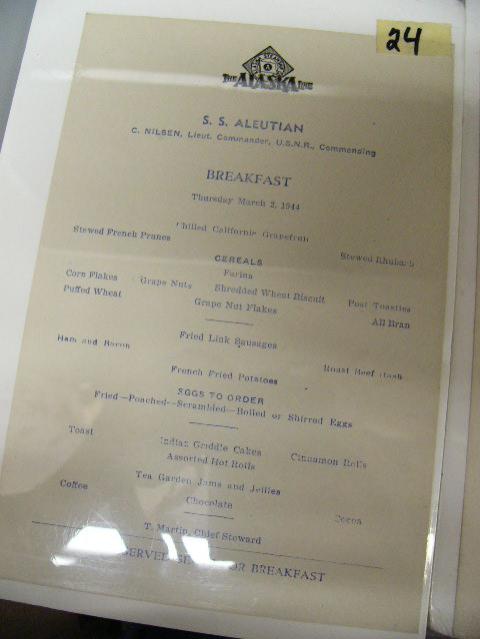 24
THE ALASKA LINE
S. S. ALEUTIAN
C. NILSEN, Lieut. Commander, U.S.N.R., Commanding
BREAKFAST
Thursday March 2, 1944
Chilled California Grapefruit
Stewed French Prunes Stewed Rhubarb
CEREALS
Farina
Corn Flakes Grape Nuts Shredded Wheat Biscuit Post Toasties
Puffed Wheat Grape Nut Flakes All Bran
Fried Link Sausages
Ham and Bacon Roast Beef Hash
French Fried Potatoes
EGGS TO ORDER
Fried—Poached—Scrambled—Boiled or Shirred Eggs
Toast Indian Griddle Cakes Cinnamon Rolls
Assorted Hot Rolls
Tea Garden Jams and Jellies
Coffee Chocolate Cocoa
T. Martin, Chief Steward
FOR BREAKFAST